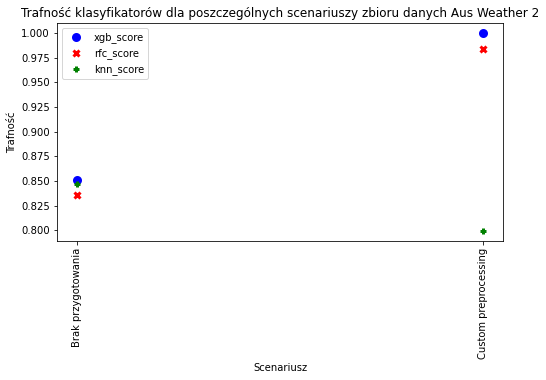 Trafność klasyfikatorów dla poszczególnych scenariuszy zbioru danych Aus Weather 2
1.000
0.975
0.950
0.925
0.900
0.875
0.850
0.825
0.800
Trafność
xgb_score
rfc_score
knn_score
Brak przygotowania
Custom preprocessing
Scenariusz